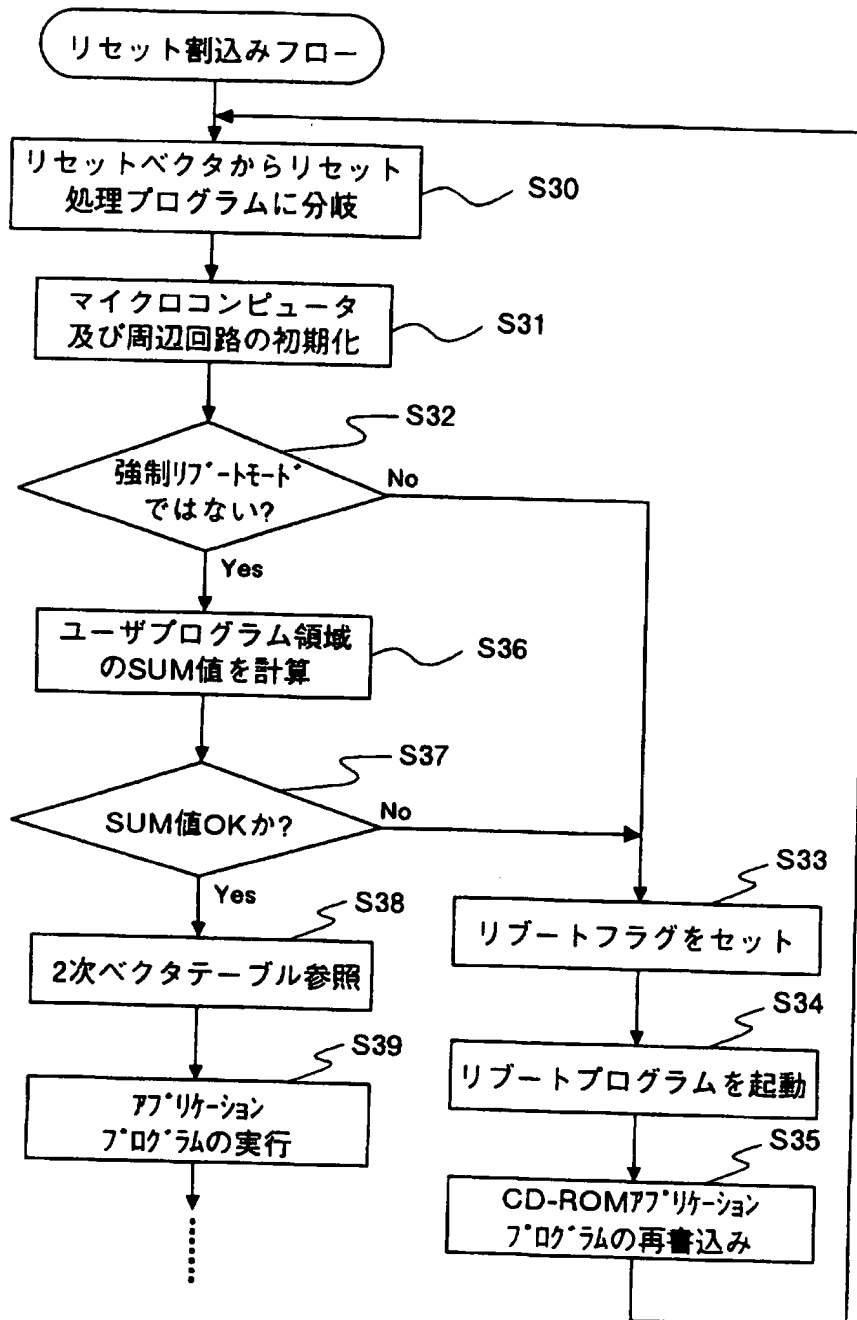 リセット割込みフロー
リセットベクタからリセット
処理プログラムに分岐
S30
マイクロコンピュータ
及び周辺回路の初期化
S31
S32
強制ﾘﾌﾞｰﾄﾓｰﾄﾞ
ではない?
No
Yes
ユーザプログラム領域
のSUM値を計算
S36
S37
SUM値OKか?
No
Yes
S38
2次ベクタテーブル参照
S39
ｱﾌﾟﾘｹｰｼｮﾝ
ﾌﾟﾛｸﾞﾗﾑの実行
S33
リブートフラグをセット
S34
リブートプログラムを起動
S35
CD-ROMｱﾌﾟﾘｹｰｼｮﾝ
ﾌﾟﾛｸﾞﾗﾑの再書込み